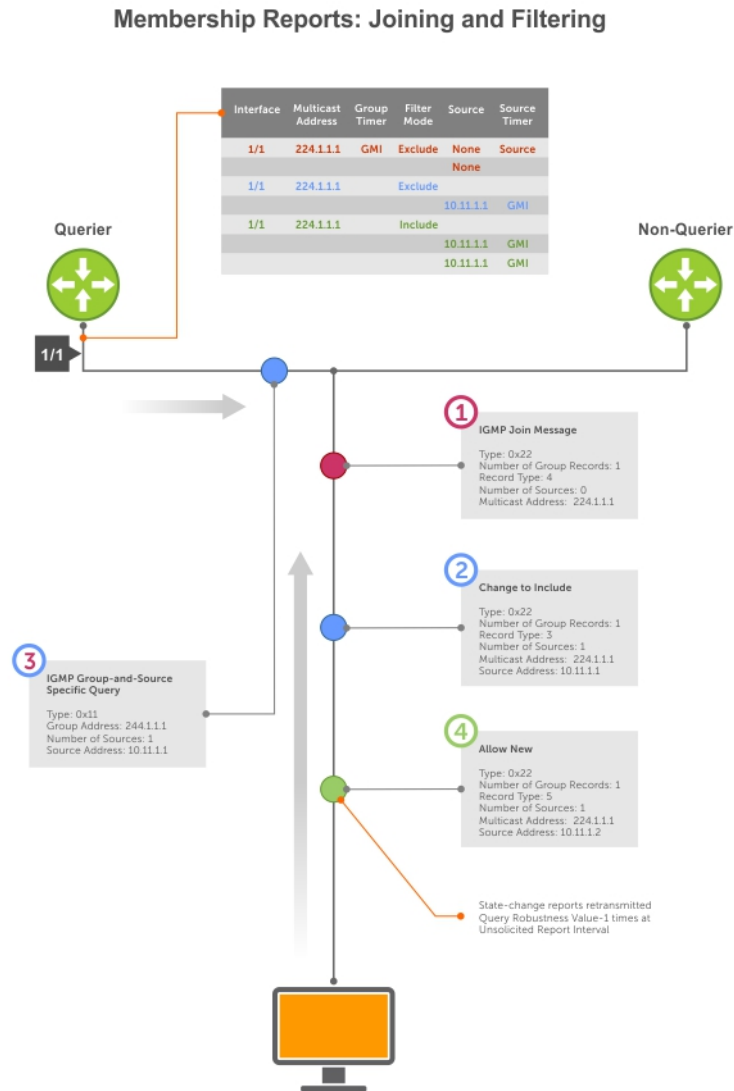 Membership Reports: Joining and Filtering
Interface Multicast Address Group Timer Filter Mode Source Source Timer
1/1 224.1.1.1 GMI Exclude None Source
None
1/1 224.1.1.1 Exclude
10.11.1.1 GMI
1/1 224.1.1.1 Include
10.11.1.1 GMI
10.11.1.1 GMI
Querier
Non-Querier
1/1
1
IGMP Join Message
Type: 0x22
Number of Group Records: 1
Record Type: 4
Number of Sources: 0
Multicast Address: 224.1.1.1
2
Change to Include
Type: 0x22
Number of Group Records: 1
Record Type: 3
Number of Sources: 1
Multicast Address: 224.1.1.1
Source Address: 10.11.1.1
3
IGMP Group-and-Source
Specific Query
Type: 0x11
Group Address: 244.1.1.1
Number of Sources: 1
Source Address: 10.11.1.1
4
Allow New
Type: 0x22
Number of Group Records: 1
Record Type: 5
Number of Sources: 1
Multicast Address: 224.1.1.1
Source Address: 10.11.1.2
State-change reports retransmitted
Query Robustness Value-1 times at
Unsolicited Report Interval